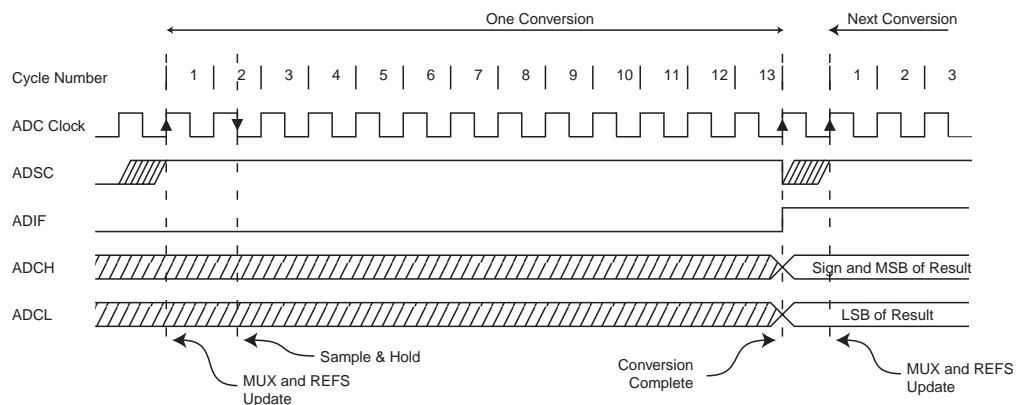 One Conversion
Next Conversion
Cycle Number
1 2 3 4 5 6 7 8 9 10 11 12 13 1 2 3
ADC Clock
ADSC
ADIF
ADCH
Sign and MSB of Result
ADCL
LSB of Result
Sample & Hold
MUX and REFS
Update
Conversion
Complete
MUX and REFS
Update